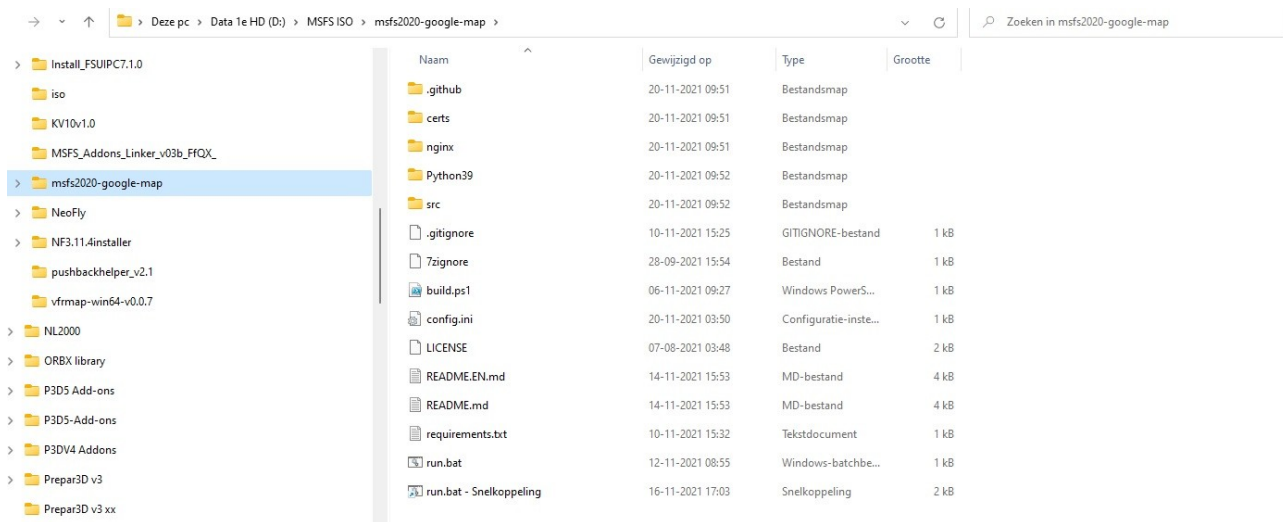 Deze pc > Data 1e HD (D:) > MSFS ISO > msfs2020-google-map >
Zoeken in msfs2020-google-map
Install_FSUIPC7.1.0
iso
KV10v1.0
MSFS_Addons_Linker_v03b_FfQX_
msfs2020-google-map
NeoFly
NF3.11.4installer
pushbackhelper_v2.1
vfrmap-win64-v0.0.7
NL2000
ORBX library
P3D5 Add-ons
P3D5-Add-ons
P3DV4 Addons
Prepar3D v3
Prepar3D v3 xx
Naam Gewijzigd op Type Grootte
.github 20-11-2021 09:51 Bestandsmap
certs 20-11-2021 09:51 Bestandsmap
nginx 20-11-2021 09:51 Bestandsmap
Python39 20-11-2021 09:52 Bestandsmap
src 20-11-2021 09:52 Bestandsmap
.gitignore 10-11-2021 15:25 GITIGNORE-bestand 1 kB
7zignore 28-09-2021 15:54 Bestand 1 kB
build.ps1 06-11-2021 09:27 Windows PowerS... 1 kB
config.ini 20-11-2021 03:50 Configuratie-inste... 1 kB
LICENSE 07-08-2021 03:48 Bestand 2 kB
README.EN.md 14-11-2021 15:53 MD-bestand 4 kB
README.md 14-11-2021 15:53 MD-bestand 4 kB
requirements.txt 10-11-2021 15:32 Tekstdocument 1 kB
run.bat 12-11-2021 08:55 Windows-batchbe... 1 kB
run.bat - Snelkoppeling 16-11-2021 17:03 Snelkoppeling 2 kB